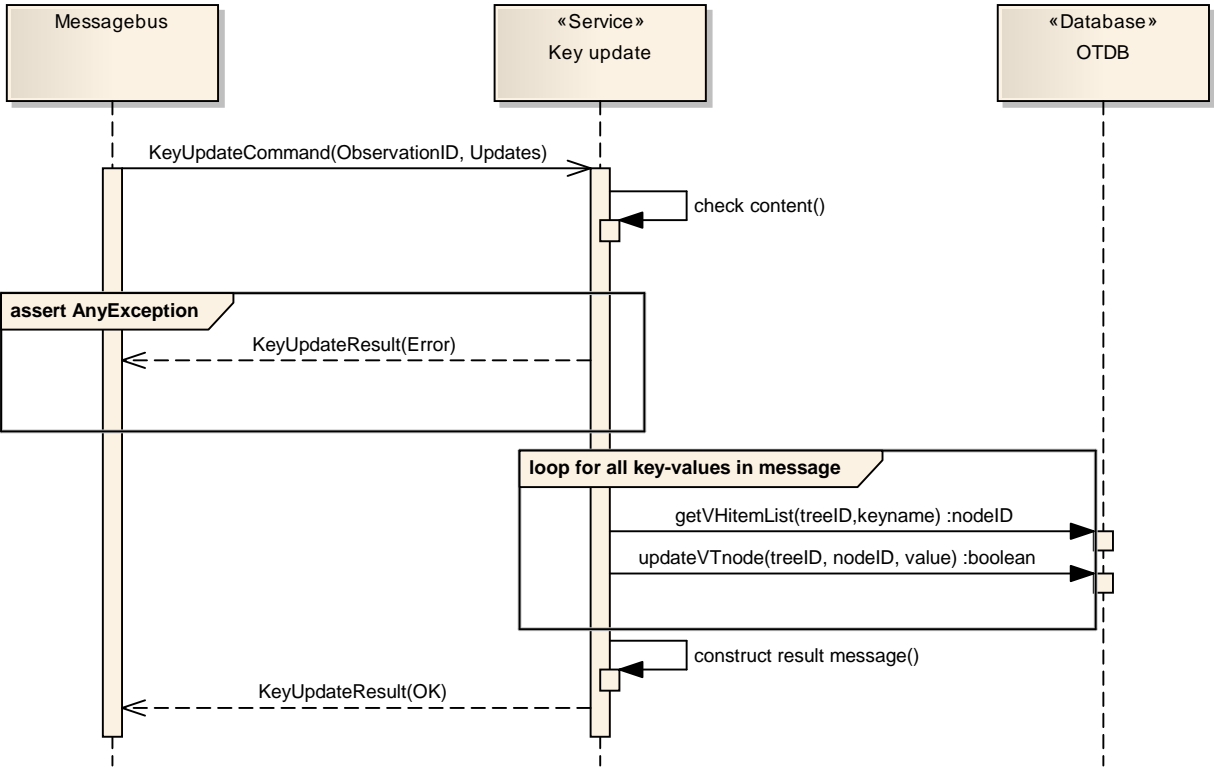 Messagebus
«Service»
Key update
«Database»
OTDB
KeyUpdateCommand(ObservationID, Updates)
check content()
assert AnyException
KeyUpdateResult(Error)
loop for all key-values in message
getVHitemList(treeID,keyname) :nodeID
updateVTnode(treeID, nodeID, value) :boolean
construct result message()
KeyUpdateResult(OK)